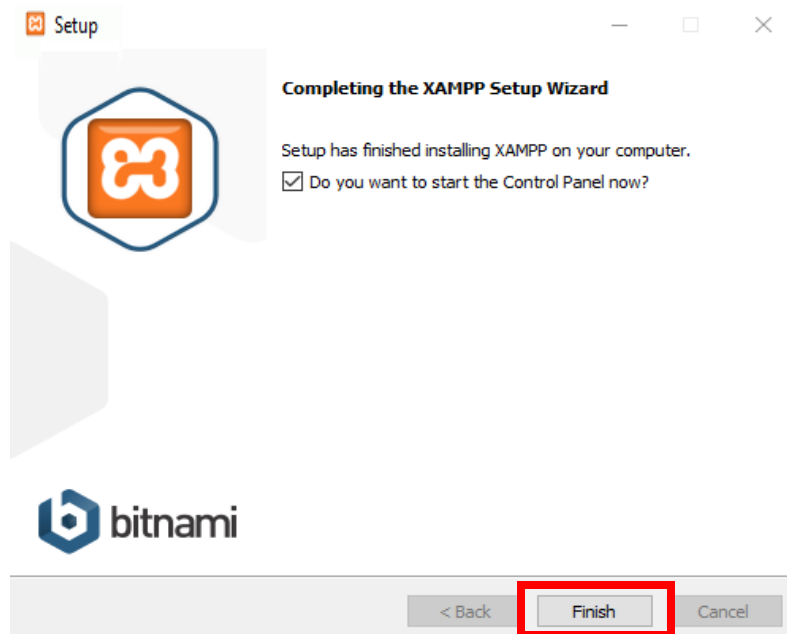 Setup
Completing the XAMPP Setup Wizard
Setup has finished installing XAMPP on your computer.
Do you want to start the Control Panel now?
bitnami
< Back
Finish
Cancel